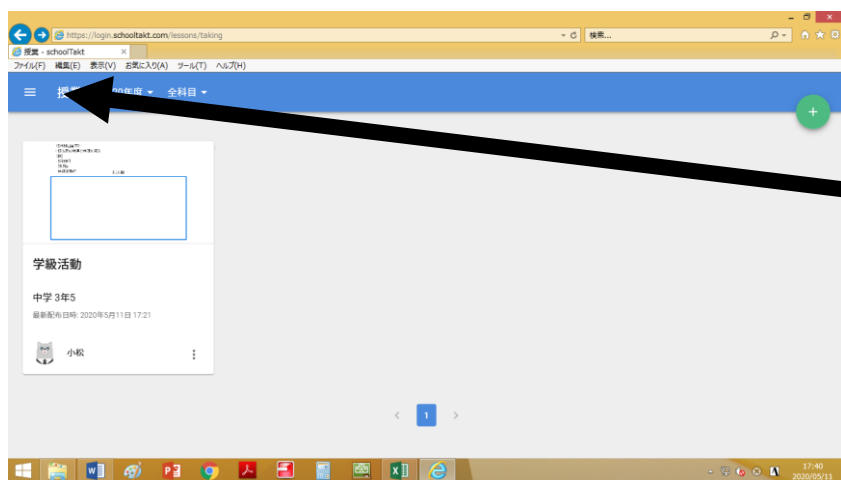 https://login.schooltakt.com/lessons/taking
検索...
授業 - schoolTakt
ファイル(F) 編集(E) 表示(V) お気に入り(A) ツール(T) ヘルプ(H)
全科目
学級活動
中学 3年5
最新配布日時: 2020年5月11日 17:21
小松
1
17:40
2020/05/11